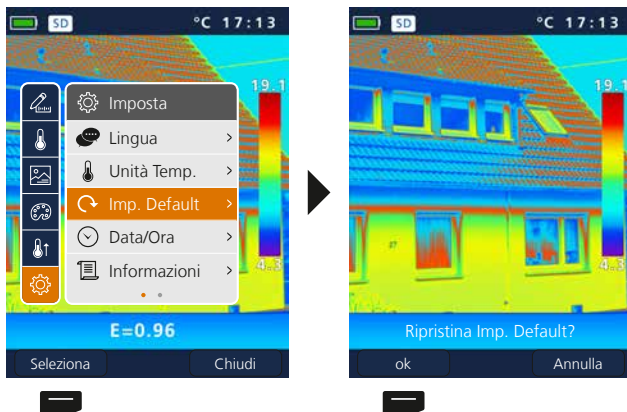 SD °C 17:13
19.1
Imposta
Lingua
Unità Temp.
Imp. Default
Data/Ora
Informazioni
4.3
E=0.96
Seleziona Chiudi
SD °C 17:13
19.1
27
4.3
Ripristina Imp. Default?
ok Annulla